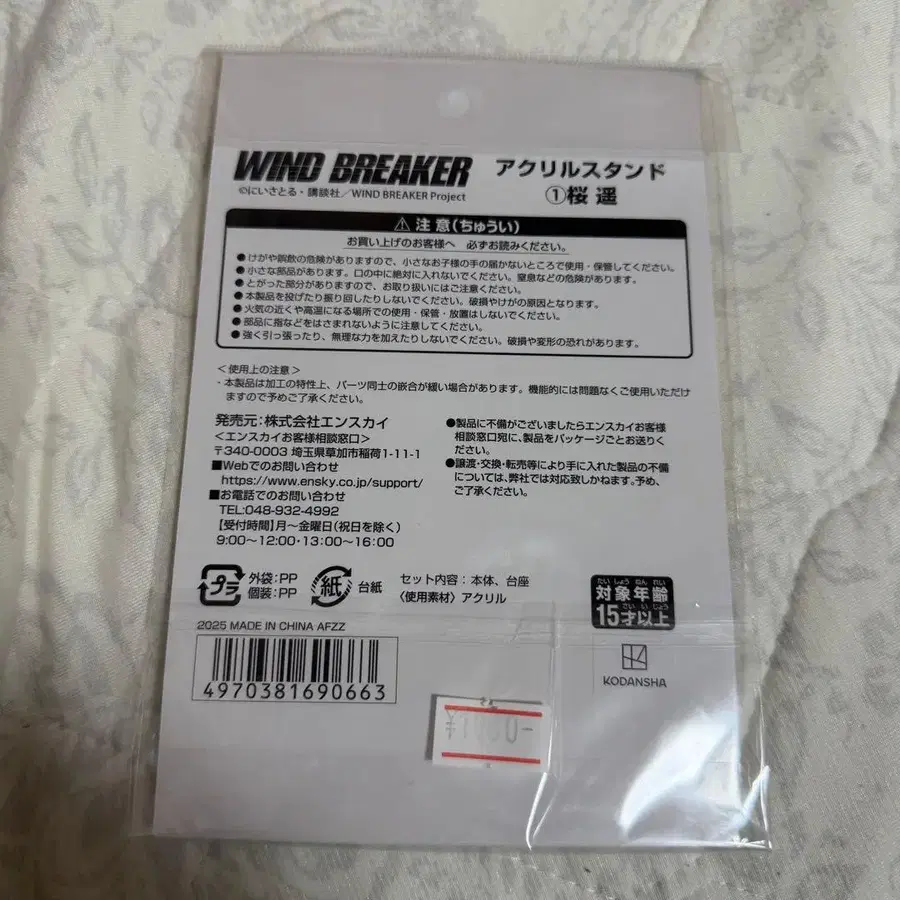 WIND BREAKER
©にいさとる・講談社／WIND BREAKER Project
アクリルスタンド
①桜 遥
⚠ 注 意(ちゅうい)
お買い上げのお客様へ 必ずお読みください。
●けがや誤飲の危険がありますので、小さなお子様の手の届かないところで使用・保管してください。
●小さな部品があります。口の中に絶対に入れないでください。窒息などの危険があります。
●とがった部分がありますので、お取り扱いにはご注意ください。
●本製品を投げたり振り回したりしないでください。破損やけがの原因となります。
●火気の近くや高温になる場所での使用・保管・放置はしないでください。
●部品に指などをはさまれないように注意してください。
●強く引っ張ったり、無理な力を加えたりしないでください。破損や変形の恐れがあります。
＜使用上の注意＞
・本製品は加工の特性上、パーツ同士の嵌合が緩い場合があります。機能的には問題なくご使用いただけ
ますので予めご了承ください。
発売元：株式会社エンスカイ
＜エンスカイお客様相談窓口＞
〒340-0003 埼玉県草加市稲荷1-11-1
■Webでのお問い合わせ
https://www.ensky.co.jp/support/
■お電話でのお問い合わせ
TEL:048-932-4992
【受付時間】月～金曜日(祝日を除く)
9:00～12:00・13:00～16:00
●製品に不備がございましたらエンスカイお客様
相談窓口宛に、製品をパッケージごとお送りく
ださい。
●譲渡・交換・転売等により手に入れた製品の不備
については、弊社では対応致しかねます。予め、
ご了承ください。
プラ
外袋：PP
個装：PP
紙
台紙
セット内容：本体、台座
〈使用素材〉アクリル
たい しょう ねん れい
対象年齢
さい い じょう
15才以上
2025 MADE IN CHINA AFZZ
4970381690663
KODANSHA